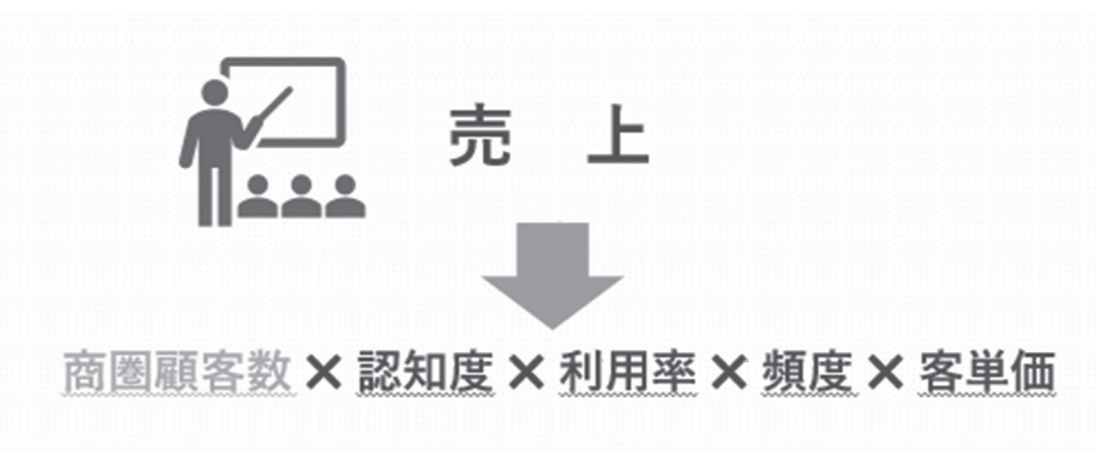 売 上
商圏顧客数 × 認知度 × 利用率 × 頻度 × 客単価